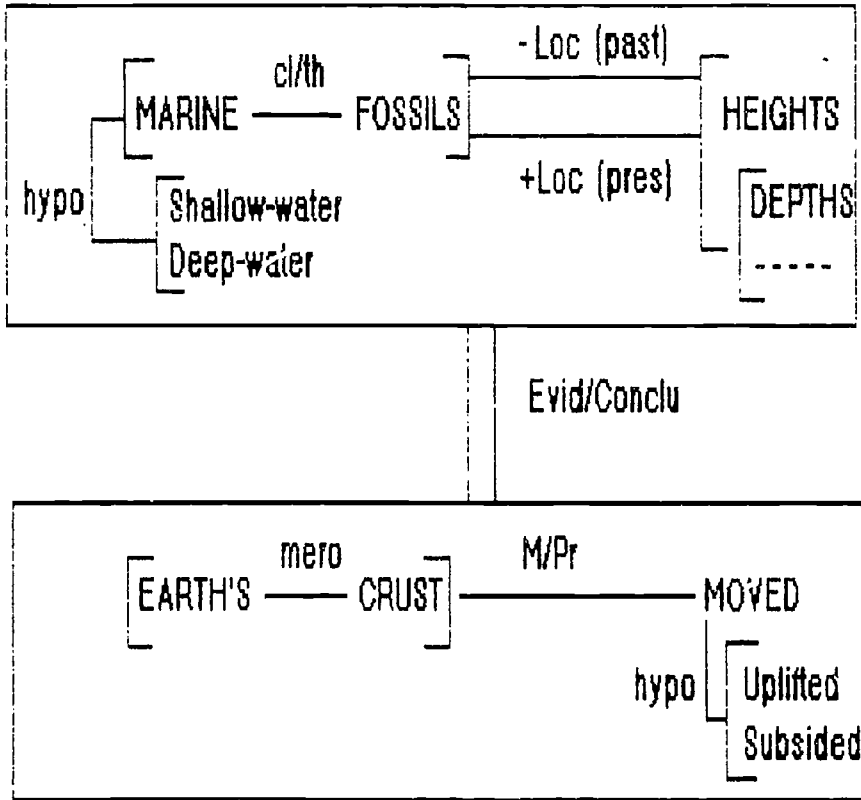 - Loc (past)
cl/th
MARINE FOSSILS HEIGHTS
+Loc (pres)
hypo
Shallow-water
Deep-water
DEPTHS
-----
Evid/Conclu
mero M/Pr
EARTH'S CRUST MOVED
hypo
Uplifted
Subsided